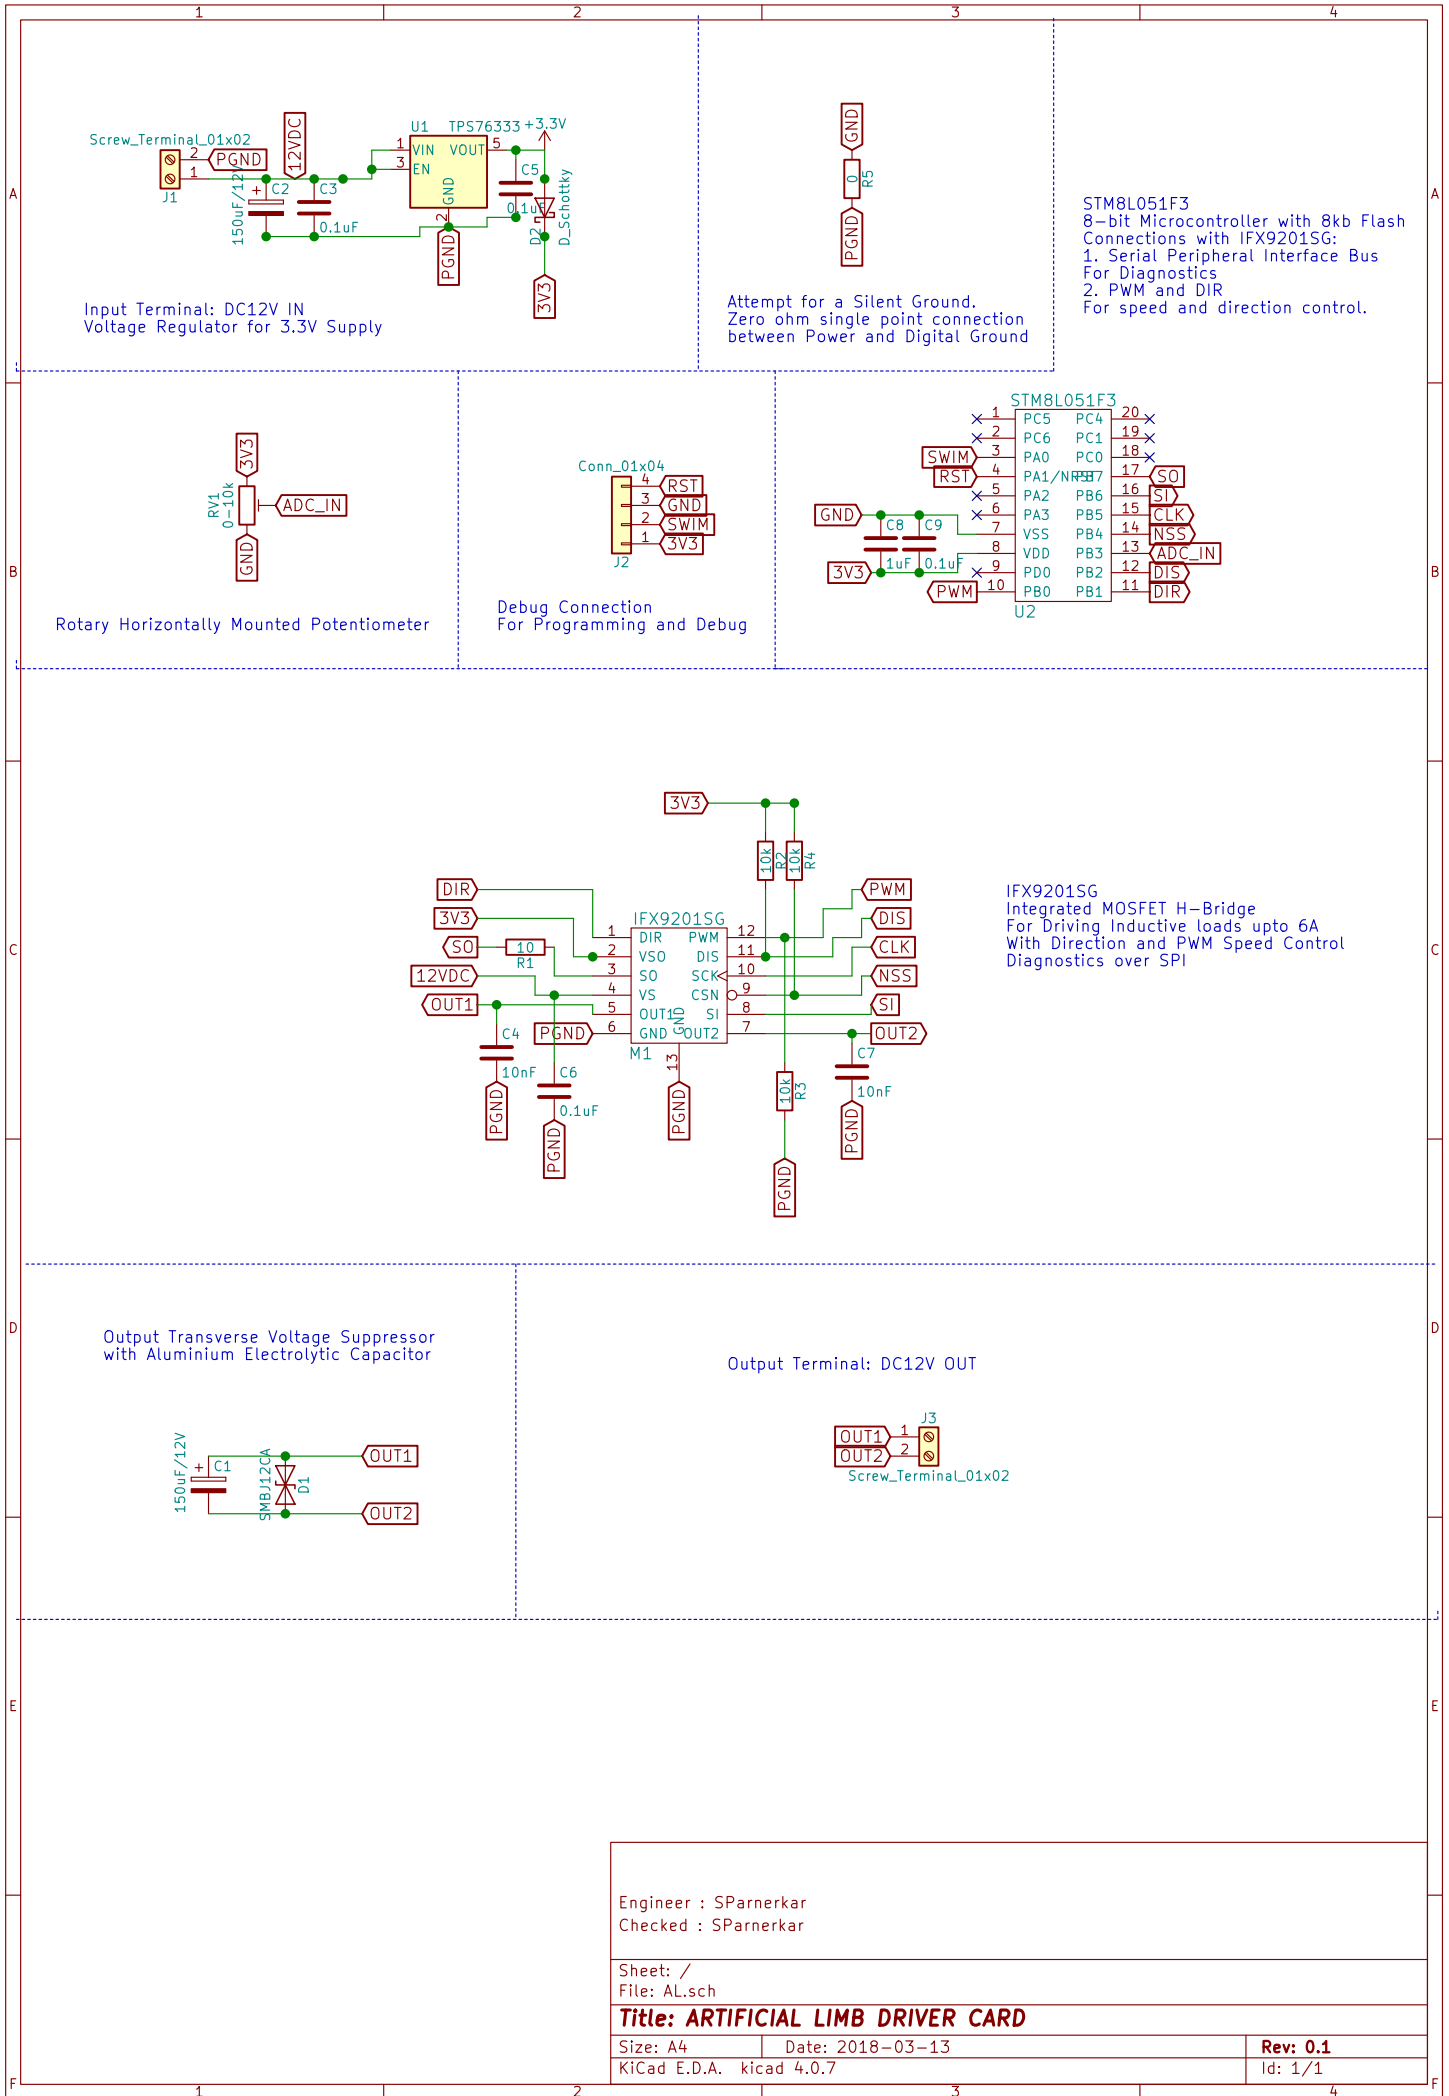 1 2 3 4
A
Screw_Terminal_01x02
J1
2 PGND
1
12VDC
150uF/12V
+
C2
C3
0.1uF
U1 TPS76333
1 VIN VOUT 5
3 EN
GND
2
PGND
+3.3V
C5
0.1uF
D2
D_Schottky
3V3
Input Terminal: DC12V IN
Voltage Regulator for 3.3V Supply
GND
0
R5
PGND
Attempt for a Silent Ground.
Zero ohm single point connection
between Power and Digital Ground
A
STM8L051F3
8-bit Microcontroller with 8kb Flash
Connections with IFX9201SG:
1. Serial Peripheral Interface Bus
For Diagnostics
2. PWM and DIR
For speed and direction control.
B
3V3
RV1
0-10k
ADC_IN
GND
Rotary Horizontally Mounted Potentiometer
Conn_01x04
4 RST
3 GND
2 SWIM
1 3V3
J2
Debug Connection
For Programming and Debug
STM8L051F3
1 PC5 PC4 20
2 PC6 PC1 19
SWIM 3 PA0 PC0 18
RST 4 PA1/NRST PB7 17 SO
5 PA2 PB6 16 SI
6 PA3 PB5 15 CLK
GND C8 C9 7 VSS PB4 14 NSS
8 VDD PB3 13 ADC_IN
3V3 1uF 0.1uF 9 PD0 PB2 12 DIS
PWM 10 PB0 PB1 11 DIR
U2
B
3V3
10k R2
10k R4
DIR
3V3
SO 10
R1
12VDC
OUT1
PGND
IFX9201SG
1 DIR PWM 12
2 VSO DIS 11
3 SO SCK 10
4 VS CSN 9
5 OUT1 SI 8
6 GND OUT2 7
GND
M1
13
PGND
PWM
DIS
CLK
NSS
SI
OUT2
C4
10nF
PGND
C6
0.1uF
PGND
10k R3
PGND
C7
10nF
PGND
C
IFX9201SG
Integrated MOSFET H-Bridge
For Driving Inductive loads upto 6A
With Direction and PWM Speed Control
Diagnostics over SPI
C
D
Output Transverse Voltage Suppressor
with Aluminium Electrolytic Capacitor
150uF/12V
+
C1
SMBJ12CA
D1
OUT1
OUT2
Output Terminal: DC12V OUT
J3
OUT1 1
OUT2 2
Screw_Terminal_01x02
D
E E
Engineer : SParnerkar
Checked : SParnerkar
Sheet: /
File: AL.sch
Title: ARTIFICIAL LIMB DRIVER CARD
Size: A4 Date: 2018-03-13 Rev: 0.1
KiCad E.D.A. kicad 4.0.7 Id: 1/1
F F
1 2 3 4